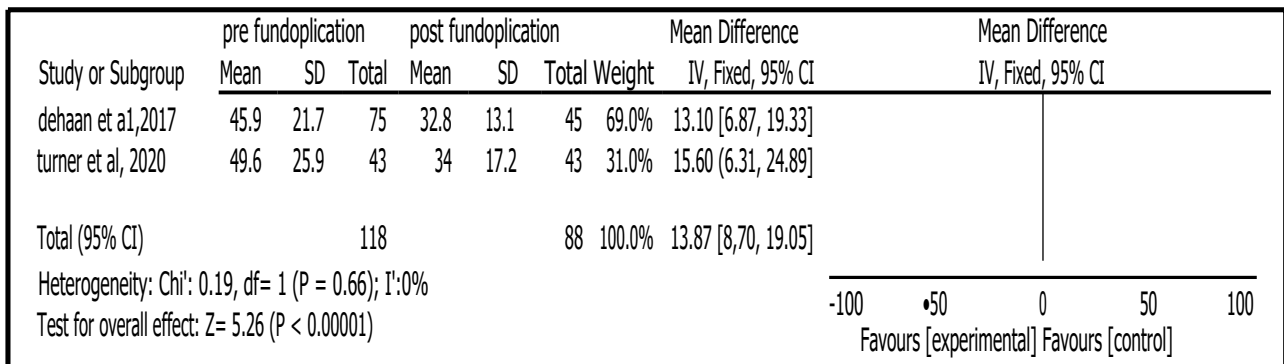 pre fundoplication post fundoplication Mean Difference Mean Difference
Study or Subgroup Mean SD Total Mean SD Total Weight IV, Fixed, 95% CI IV, Fixed, 95% CI
dehaan et a1,2017 45.9 21.7 75 32.8 13.1 45 69.0% 13.10 [6.87, 19.33]
turner et al, 2020 49.6 25.9 43 34 17.2 43 31.0% 15.60 (6.31, 24.89]
Total (95% CI) 118 88 100.0% 13.87 [8,70, 19.05]
Heterogeneity: Chi': 0.19, df= 1 (P = 0.66); I':0%
Test for overall effect: Z= 5.26 (P < 0.00001)
-100 •50 0 50 100
Favours [experimental] Favours [control]